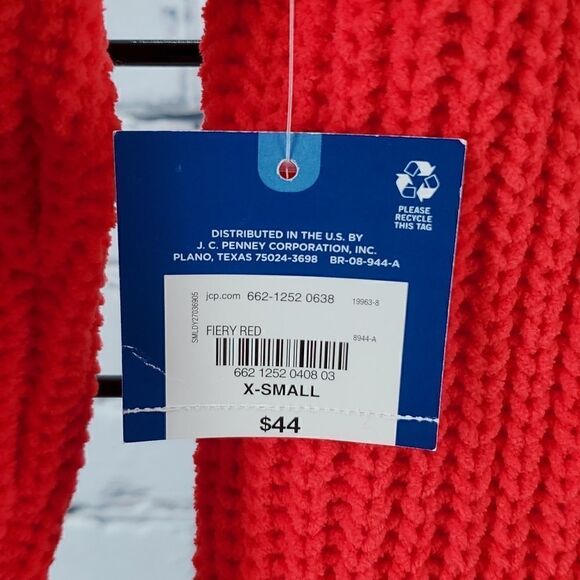 PLEASE
RECYCLE
THIS TAG
DISTRIBUTED IN THE U.S. BY
J. C. PENNEY CORPORATION, INC.
PLANO, TEXAS 75024-3698 BR-08-944-A
SMLDY27036905
jcp.com 662-1252 0638 19963-8
FIERY RED 8944-A
662 1252 0408 03
X-SMALL
$44